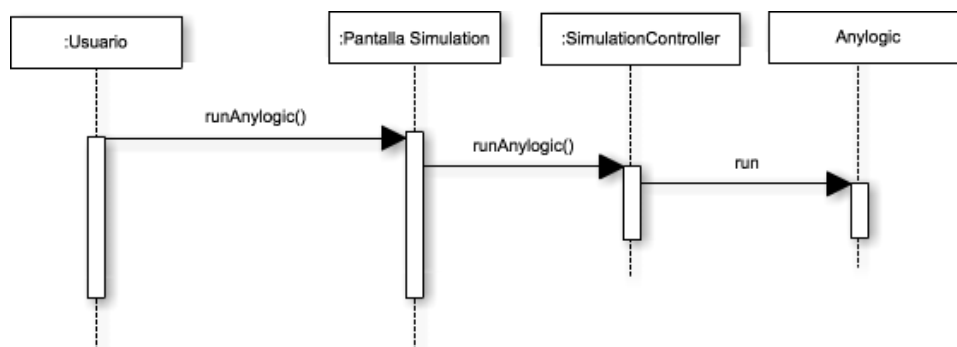 :Usuario
:Pantalla Simulation
:SimulationController
Anylogic
runAnylogic()
runAnylogic()
run